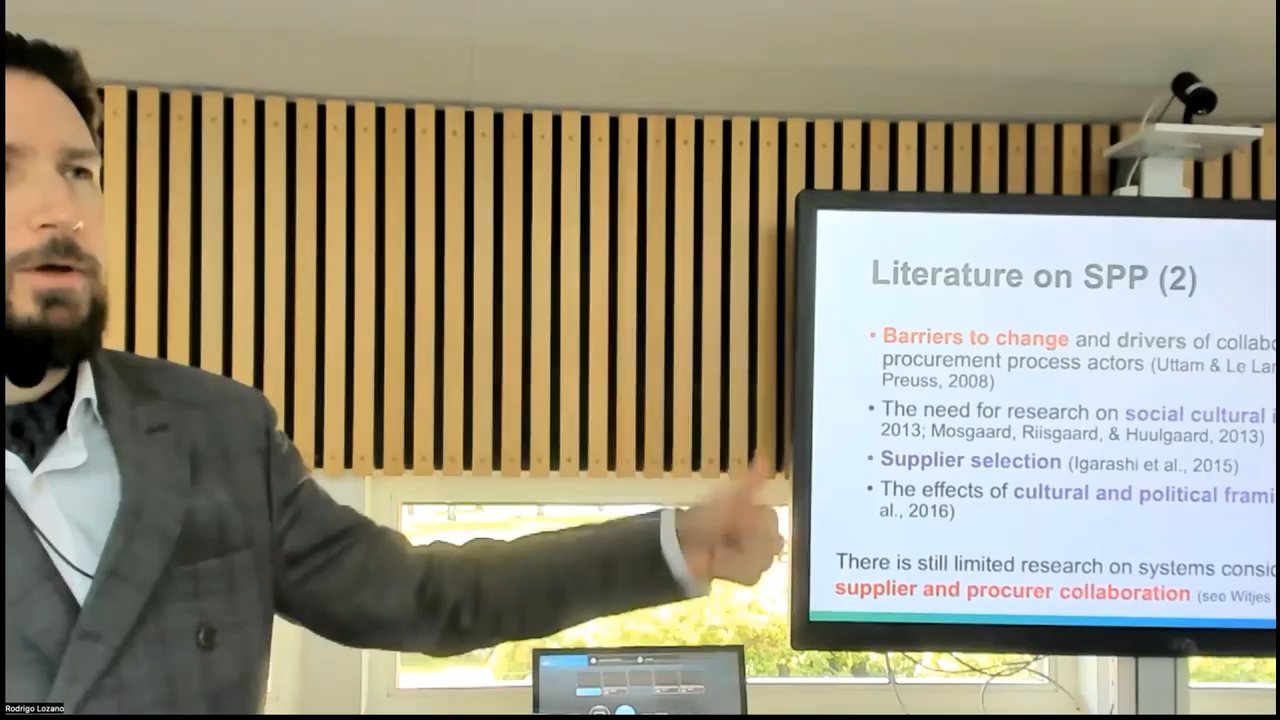 Literature on SPP (2)
• Barriers to change and drivers of collabo
procurement process actors (Uttam & Le Lar
Preuss, 2008)
• The need for research on social cultural i
2013; Mosgaard, Riisgaard, & Huulgaard, 2013)
• Supplier selection (Igarashi et al., 2015)
• The effects of cultural and political frami
al., 2016)
There is still limited research on systems consid
supplier and procurer collaboration (see Witjes
Rodrigo Lozano